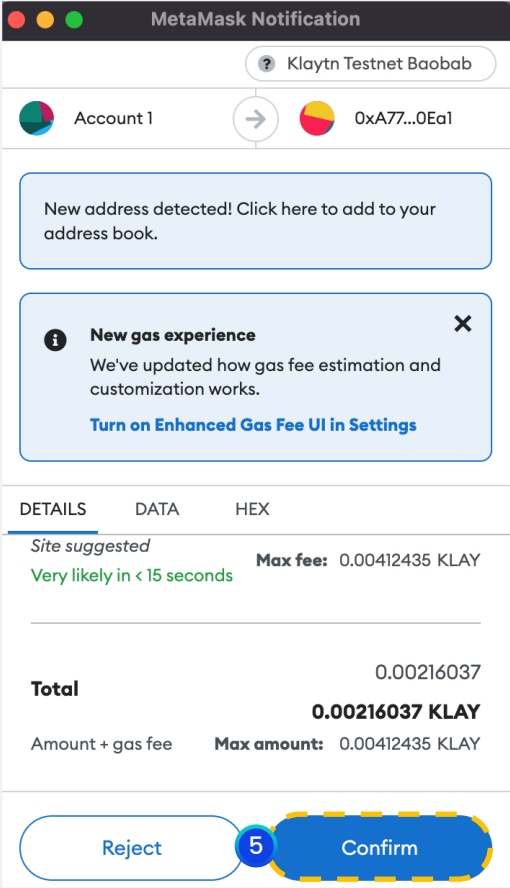 MetaMask Notification
? Klaytn Testnet Baobab
Account 1
0xA77...0Ea1
New address detected! Click here to add to your
address book.
New gas experience
We've updated how gas fee estimation and
customization works.
Turn on Enhanced Gas Fee UI in Settings
DETAILS DATA HEX
Site suggested
Max fee: 0.00412435 KLAY
Very likely in < 15 seconds
0.00216037
Total
0.00216037 KLAY
Amount + gas fee Max amount: 0.00412435 KLAY
Reject 5 Confirm